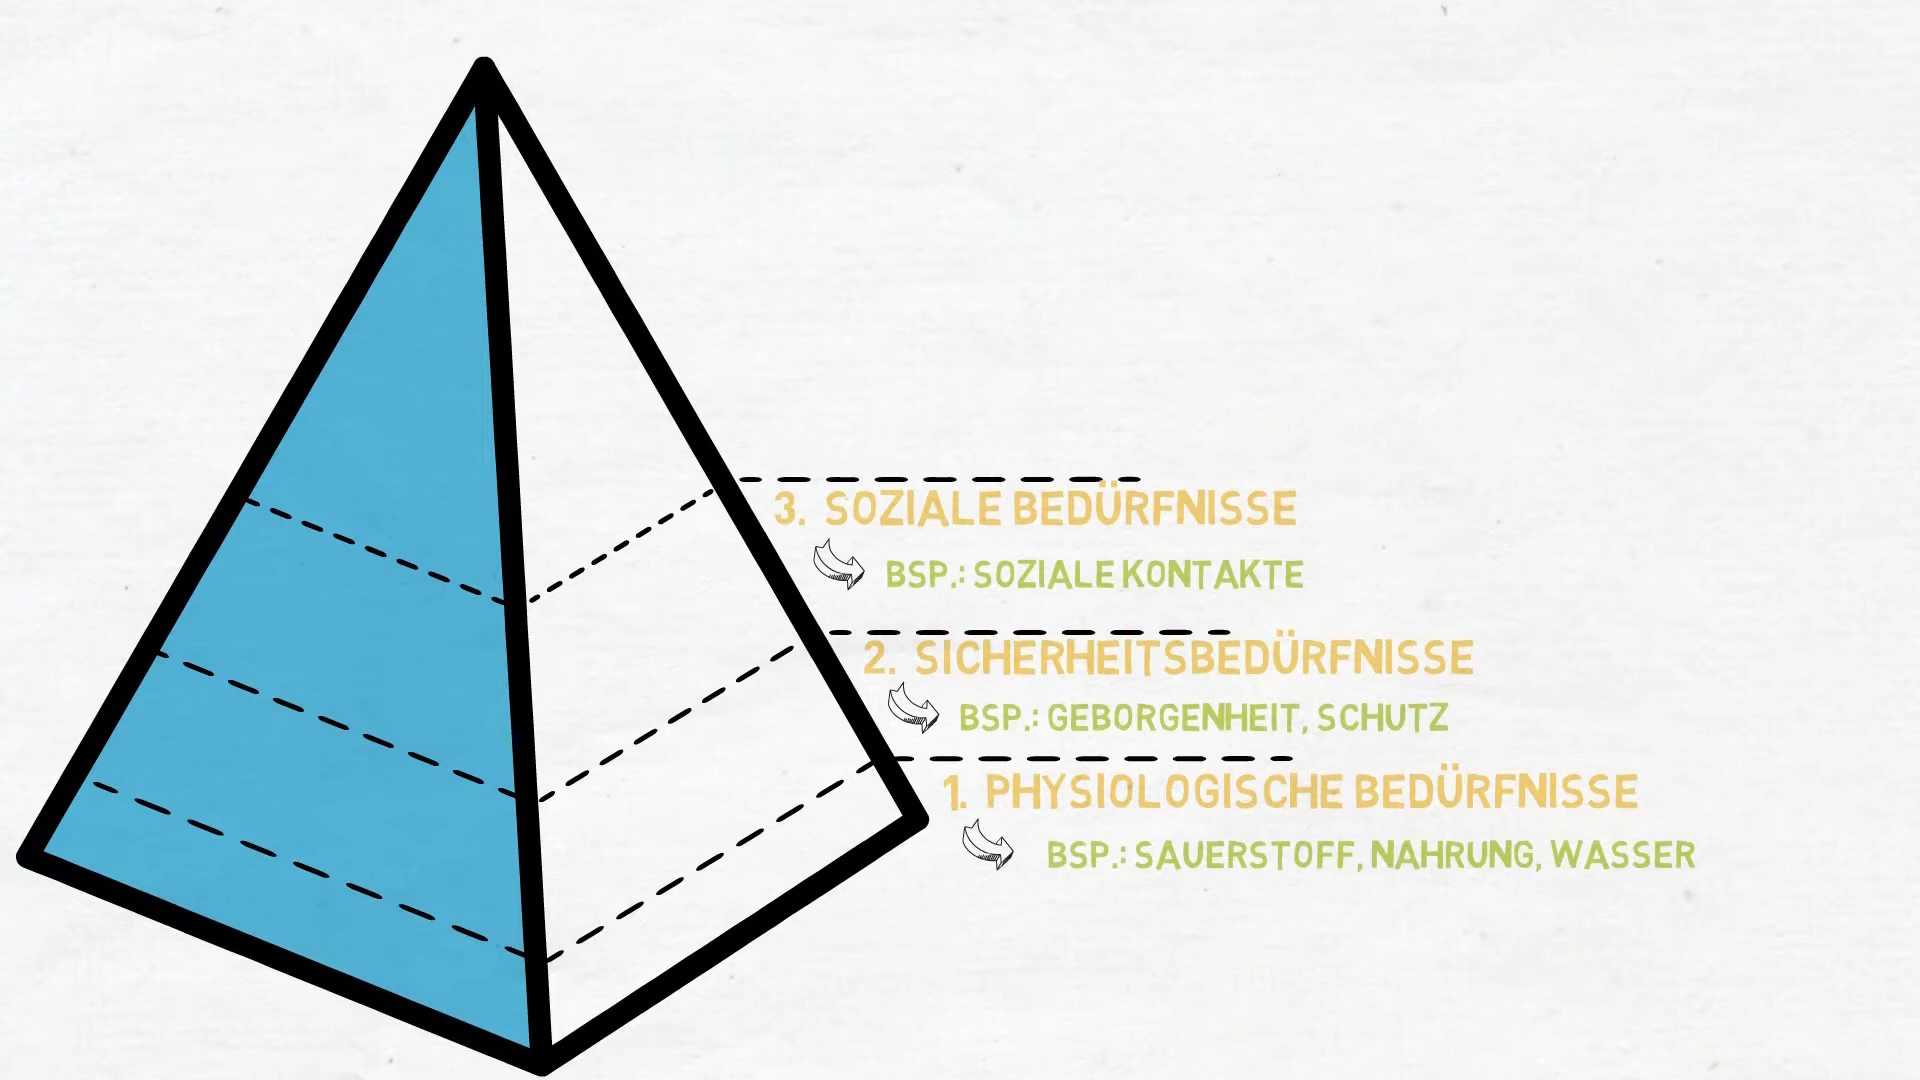 3. SOZIALE BEDÜRFNISSE
BSP.: SOZIALE KONTAKTE
2. SICHERHEITSBEDÜRFNISSE
BSP.: GEBORGENHEIT, SCHUTZ
1. PHYSIOLOGISCHE BEDÜRFNISSE
BSP.: SAUERSTOFF, NAHRUNG, WASSER